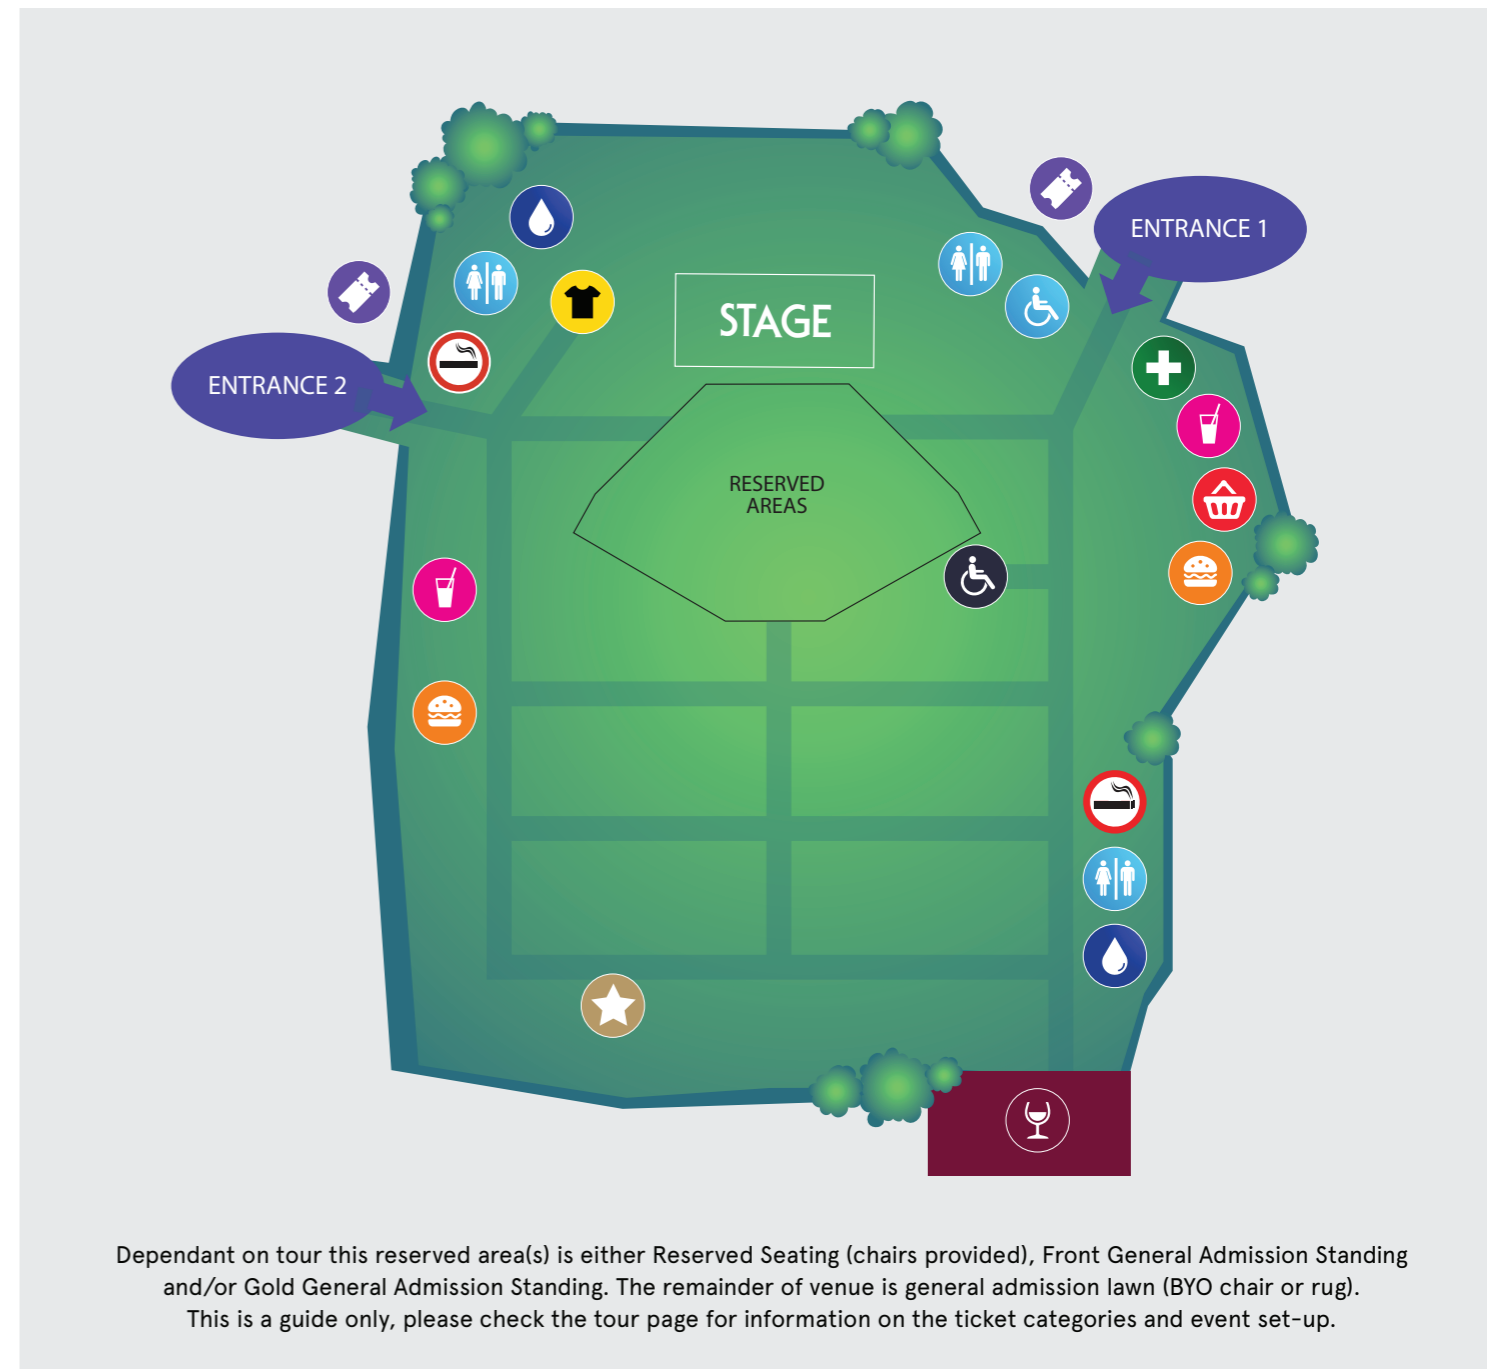 ENTRANCE 1
STAGE
ENTRANCE 2
RESERVED
AREAS
Dependant on tour this reserved area(s) is either Reserved Seating (chairs provided), Front General Admission Standing
and/or Gold General Admission Standing. The remainder of venue is general admission lawn (BYO chair or rug).
This is a guide only, please check the tour page for information on the ticket categories and event set-up.